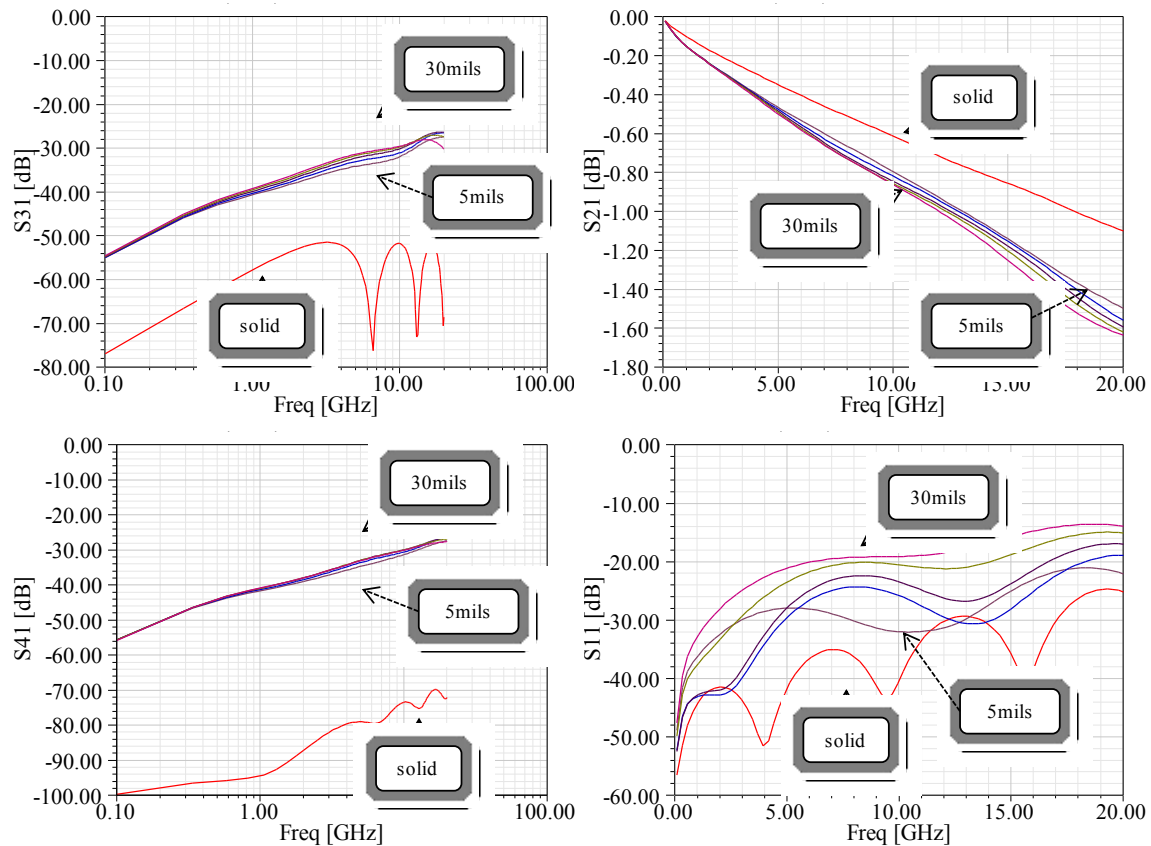 0.00
-10.00
-20.00
-30.00
-40.00
-50.00
-60.00
-70.00
-80.00
S31 [dB]
30mils
5mils
solid
0.10 1.00 10.00 100.00
Freq [GHz]
0.00
-0.20
-0.40
-0.60
-0.80
-1.00
-1.20
-1.40
-1.60
-1.80
S21 [dB]
solid
30mils
5mils
0.00 5.00 10.00 15.00 20.00
Freq [GHz]
0.00
-10.00
-20.00
-30.00
-40.00
-50.00
-60.00
-70.00
-80.00
-90.00
-100.00
S41 [dB]
30mils
5mils
solid
0.10 1.00 10.00 100.00
Freq [GHz]
0.00
-10.00
-20.00
-30.00
-40.00
-50.00
-60.00
S11 [dB]
30mils
5mils
solid
0.00 5.00 10.00 15.00 20.00
Freq [GHz]